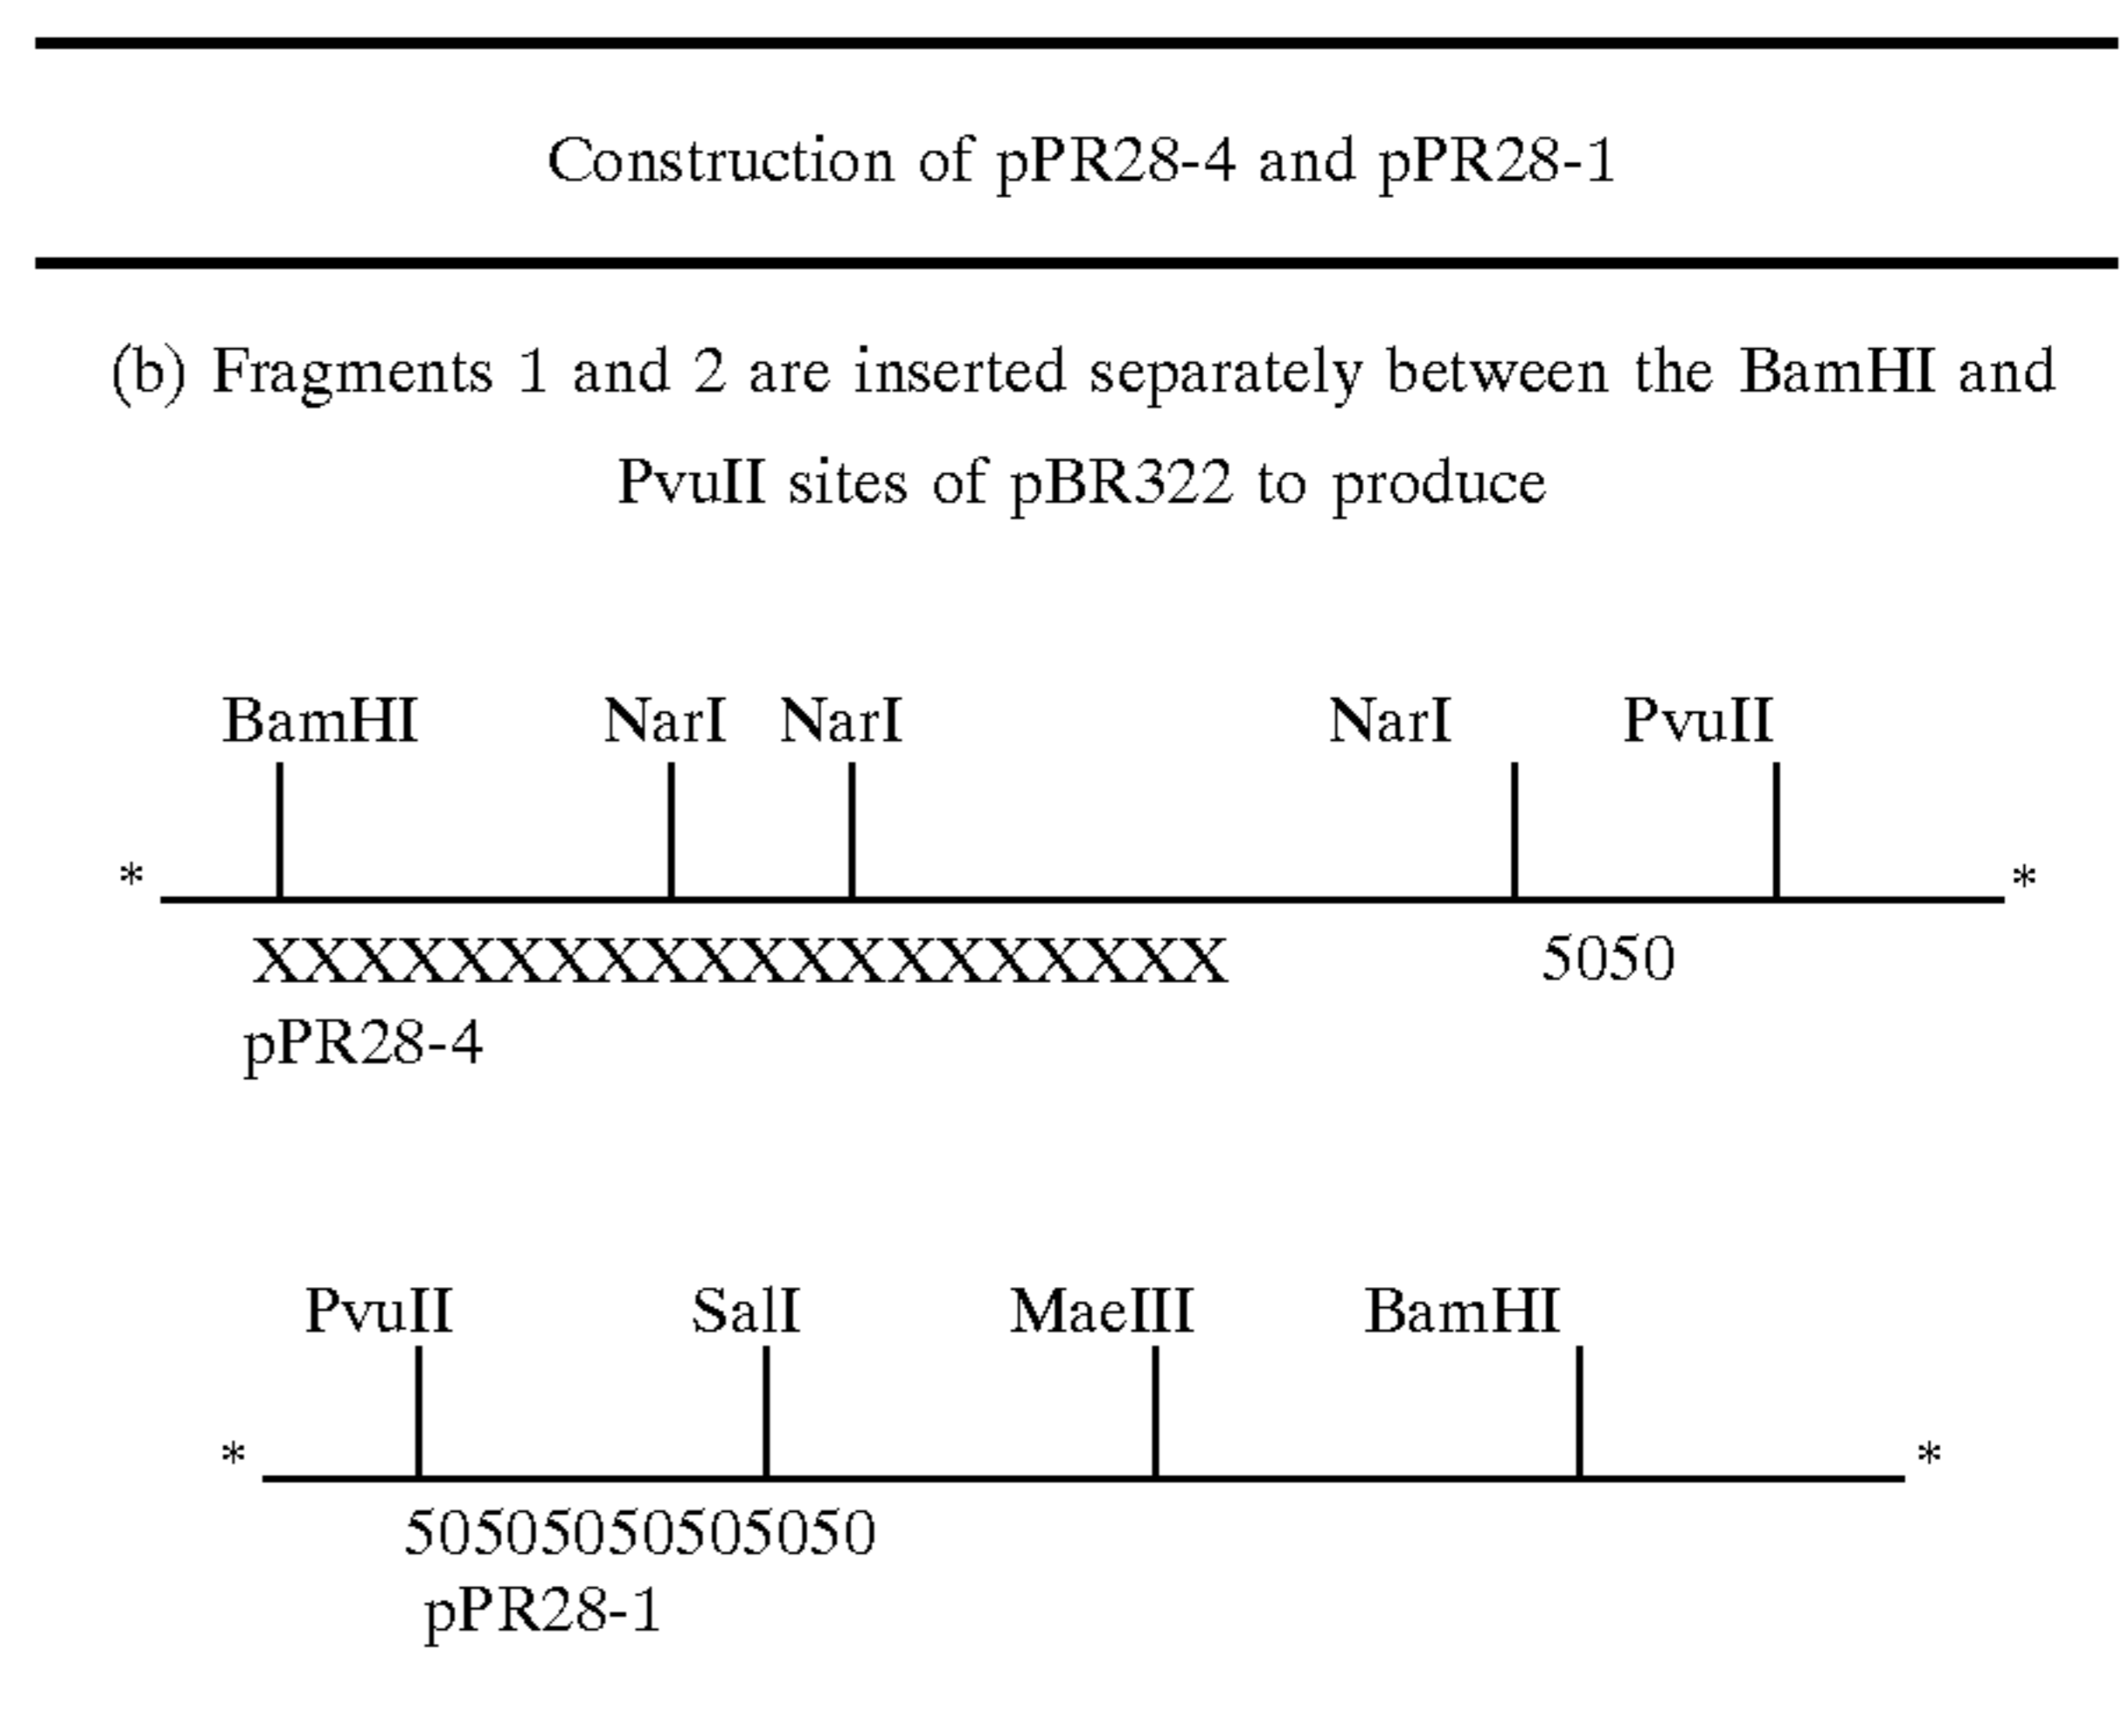 Construction of pPR28-4 and pPR28-1
(b) Fragments 1 and 2 are inserted separately between the BamHI and
PvuII sites of pBR322 to produce
BamHI NarI NarI NarI PvuII
* *
XXXXXXXXXXXXXXXXXXXX 5050
pPR28-4
PvuII SalI MaeIII BamHI
* *
50505050505050
pPR28-1